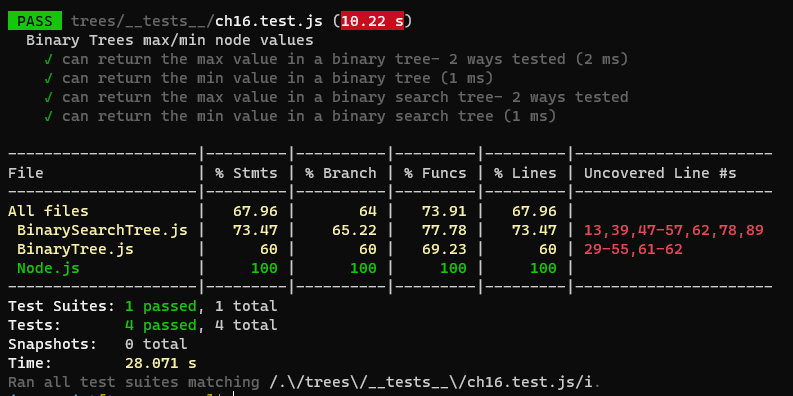 PASS trees/__tests__/ch16.test.js (10.22 s)
  Binary Trees max/min node values
    √ can return the max value in a binary tree- 2 ways tested (2 ms)
    √ can return the min value in a binary tree (1 ms)
    √ can return the max value in a binary search tree- 2 ways tested
    √ can return the min value in a binary search tree (1 ms)
---------------------|---------|----------|---------|---------|----------------------
File                 | % Stmts | % Branch | % Funcs | % Lines | Uncovered Line #s
---------------------|---------|----------|---------|---------|----------------------
All files            |   67.96 |       64 |   73.91 |   67.96 |
 BinarySearchTree.js |   73.47 |    65.22 |   77.78 |   73.47 | 13,39,47-57,62,78,89
 BinaryTree.js       |      60 |       60 |   69.23 |      60 | 29-55,61-62
 Node.js             |     100 |      100 |     100 |     100 |
---------------------|---------|----------|---------|---------|----------------------
Test Suites: 1 passed, 1 total
Tests:       4 passed, 4 total
Snapshots:   0 total
Time:        28.071 s
Ran all test suites matching /.\/trees\/__tests__\/ch16.test.js/i.